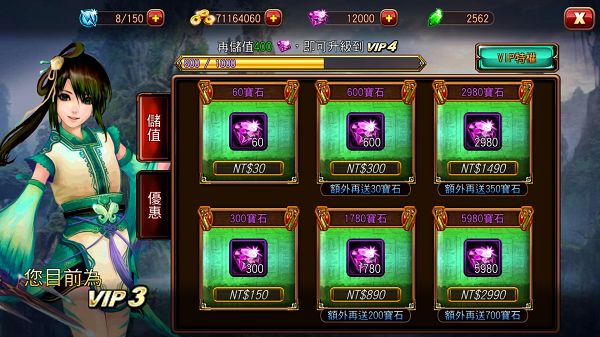 8/150
71164060
12000
2562
X
再儲值400，即可升級到 VIP 4
600 / 1000
VIP特權
儲值
優惠
60寶石
60
NT$30
600寶石
600
NT$300
額外再送30寶石
2980寶石
2980
NT$1490
額外再送350寶石
300寶石
300
NT$150
1780寶石
1780
NT$890
額外再送200寶石
5980寶石
5980
NT$2990
額外再送700寶石
您目前為
VIP 3